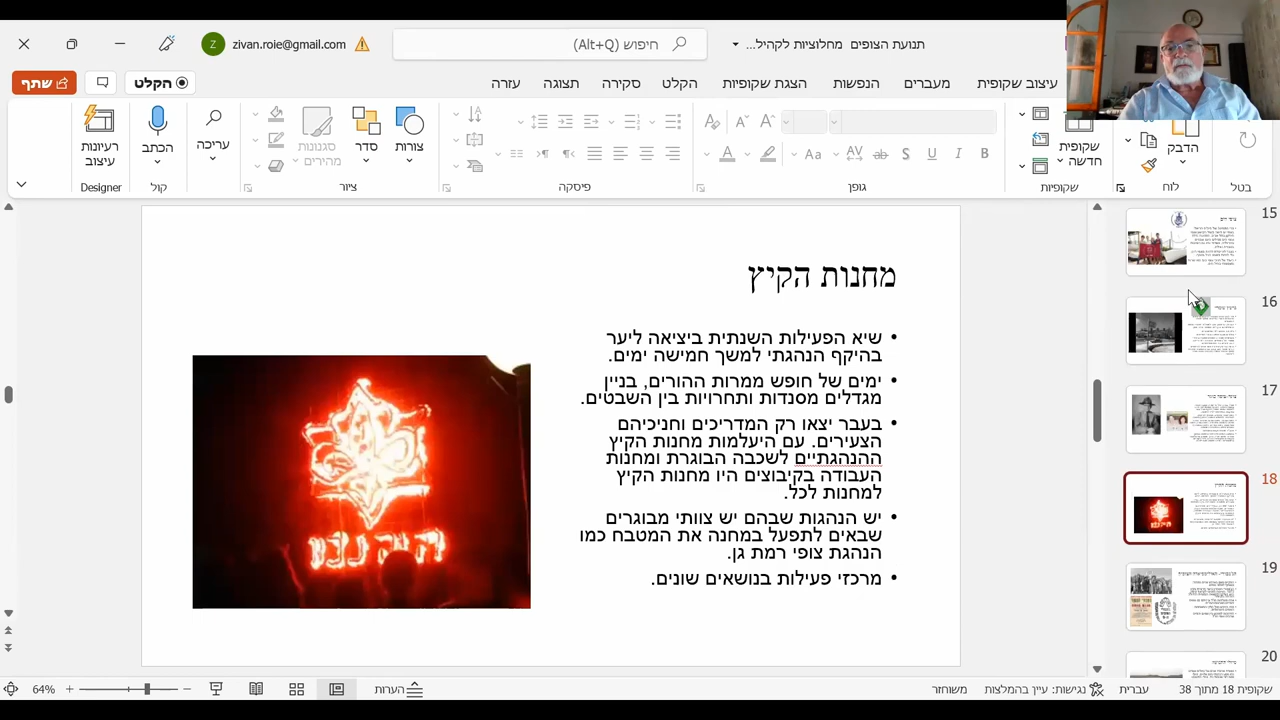 תנועת הצופים מחלוציות לקהיל...
חיפוש (Alt+Q)
zivan.roie@gmail.com
Z
עיצוב שקופית
מעברים
הנפשות
הצגת שקופיות
הקלט
סקירה
תצוגה
עזרה
הקלט
שתף
הדבק
שקופית
חדשה
צורות
סדר
סגנונות
מהירים
עריכה
הכתב
רעיונות
עיצוב
בטל
לוח
שקופיות
גופן
פיסקה
ציור
קול
Designer
מחנות הקיץ
שיא הפעילות השנתית ביציאה ליער
בהיקף הנהגתי למשך חמישה ימים.
ימים של חופש ממרות ההורים, בניין
מגדלים מסנדות ותחרויות בין השבטים.
בעבר יצאו רק המדריכים וחניכיהם
הצעירים. עם היעלמות מחנות הקיץ
ההנהגתיים לשכבה הבוגרת ומחנות
העבודה בקיבוצים היו מחנות הקיץ
למחנות לכל.
יש הנהגות שבהם יש צוותי מבוגרים
שבאים לתפעל במחנה את המטבח כמו
הנהגת צופי רמת גן.
מרכזי פעילות בנושאים שונים.
היננו
15
16
17
18
19
20
שקופית 18 מתוך 38
עברית
נגישות: עיין בהמלצות
משוחזר
הערות
64%